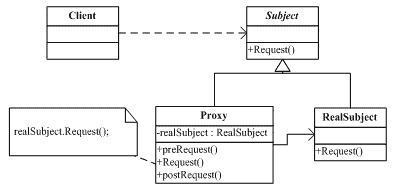 Client
Subject
+Request()
realSubject.Request();
Proxy
-realSubject : RealSubject
+preRequest()
+Request()
+postRequest()
RealSubject
+Request()